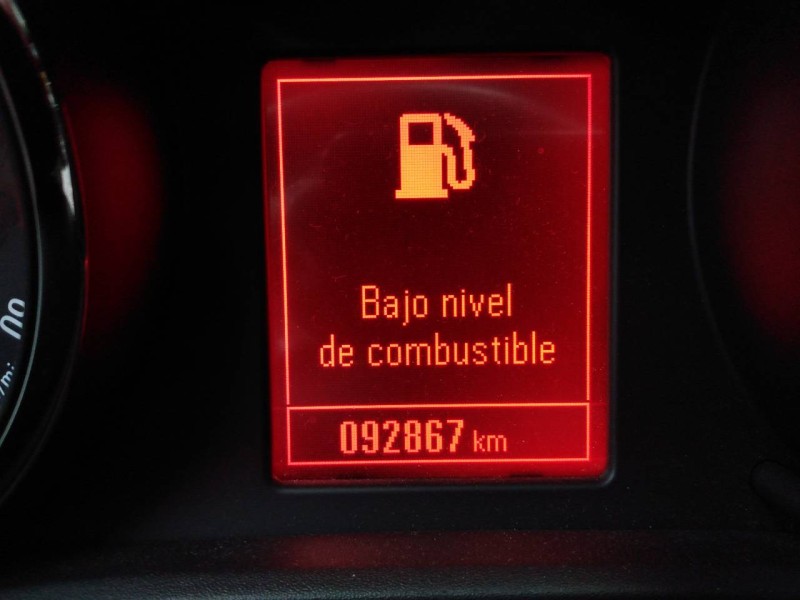 Bajo nivel
de combustible
092867 km